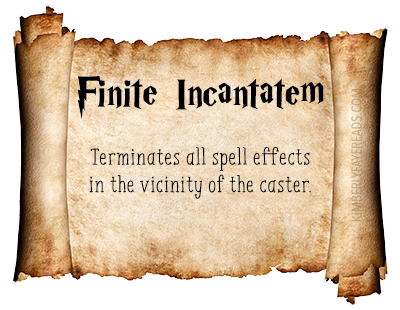 Finite Incantatem
Terminates all spell effects
in the vicinity of the caster.
KIMBERLYFAYEREADS.COM